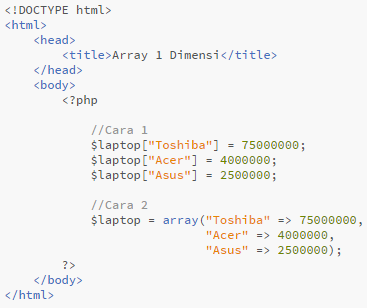 <!DOCTYPE html>
<html>
    <head>
        <title>Array 1 Dimensi</title>
    </head>
    <body>
        <?php

            //Cara 1
            $laptop["Toshiba"] = 75000000;
            $laptop["Acer"] = 4000000;
            $laptop["Asus"] = 2500000;

            //Cara 2
            $laptop = array("Toshiba" => 75000000,
                            "Acer" => 4000000,
                            "Asus" => 2500000);
        ?>
    </body>
</html>